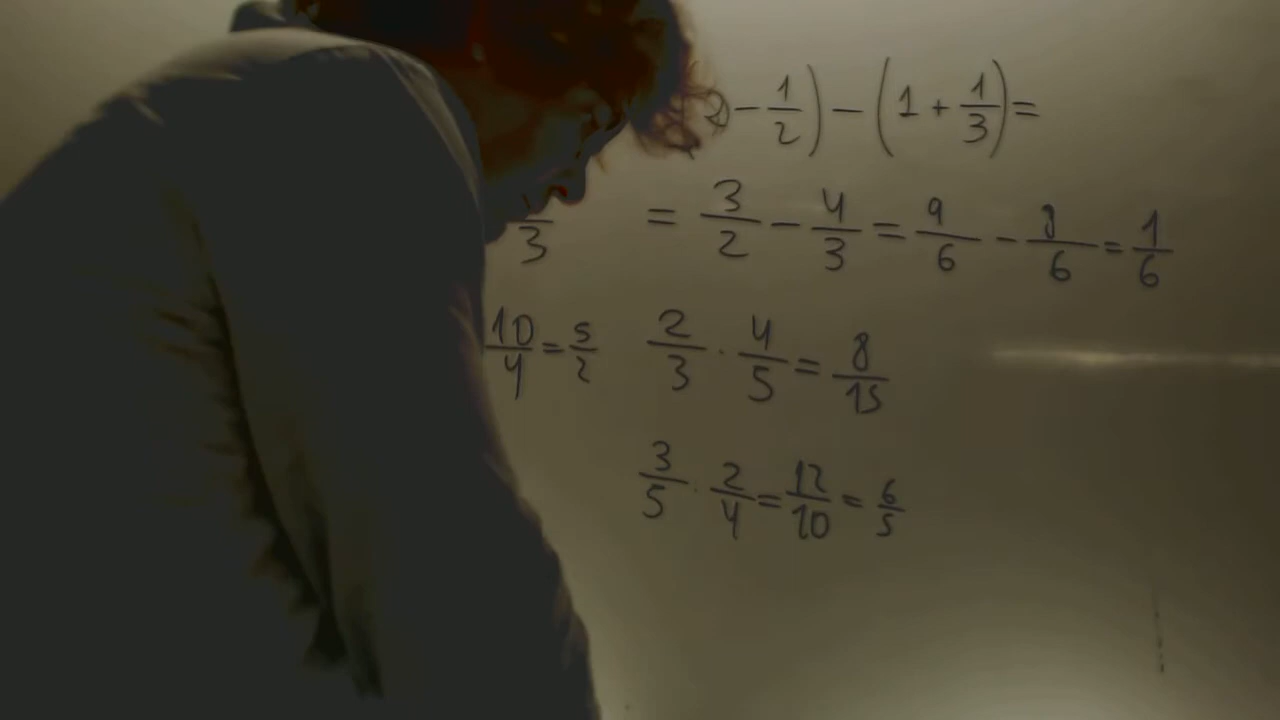 - 1/2) - (1 + 1/3) =
3 = 3/2 - 4/3 = 9/6 - 8/6 = 1/6
10/4 = 5/2 2/3 · 4/5 = 8/15
3/5 · 2/4 = 12/10 = 6/5